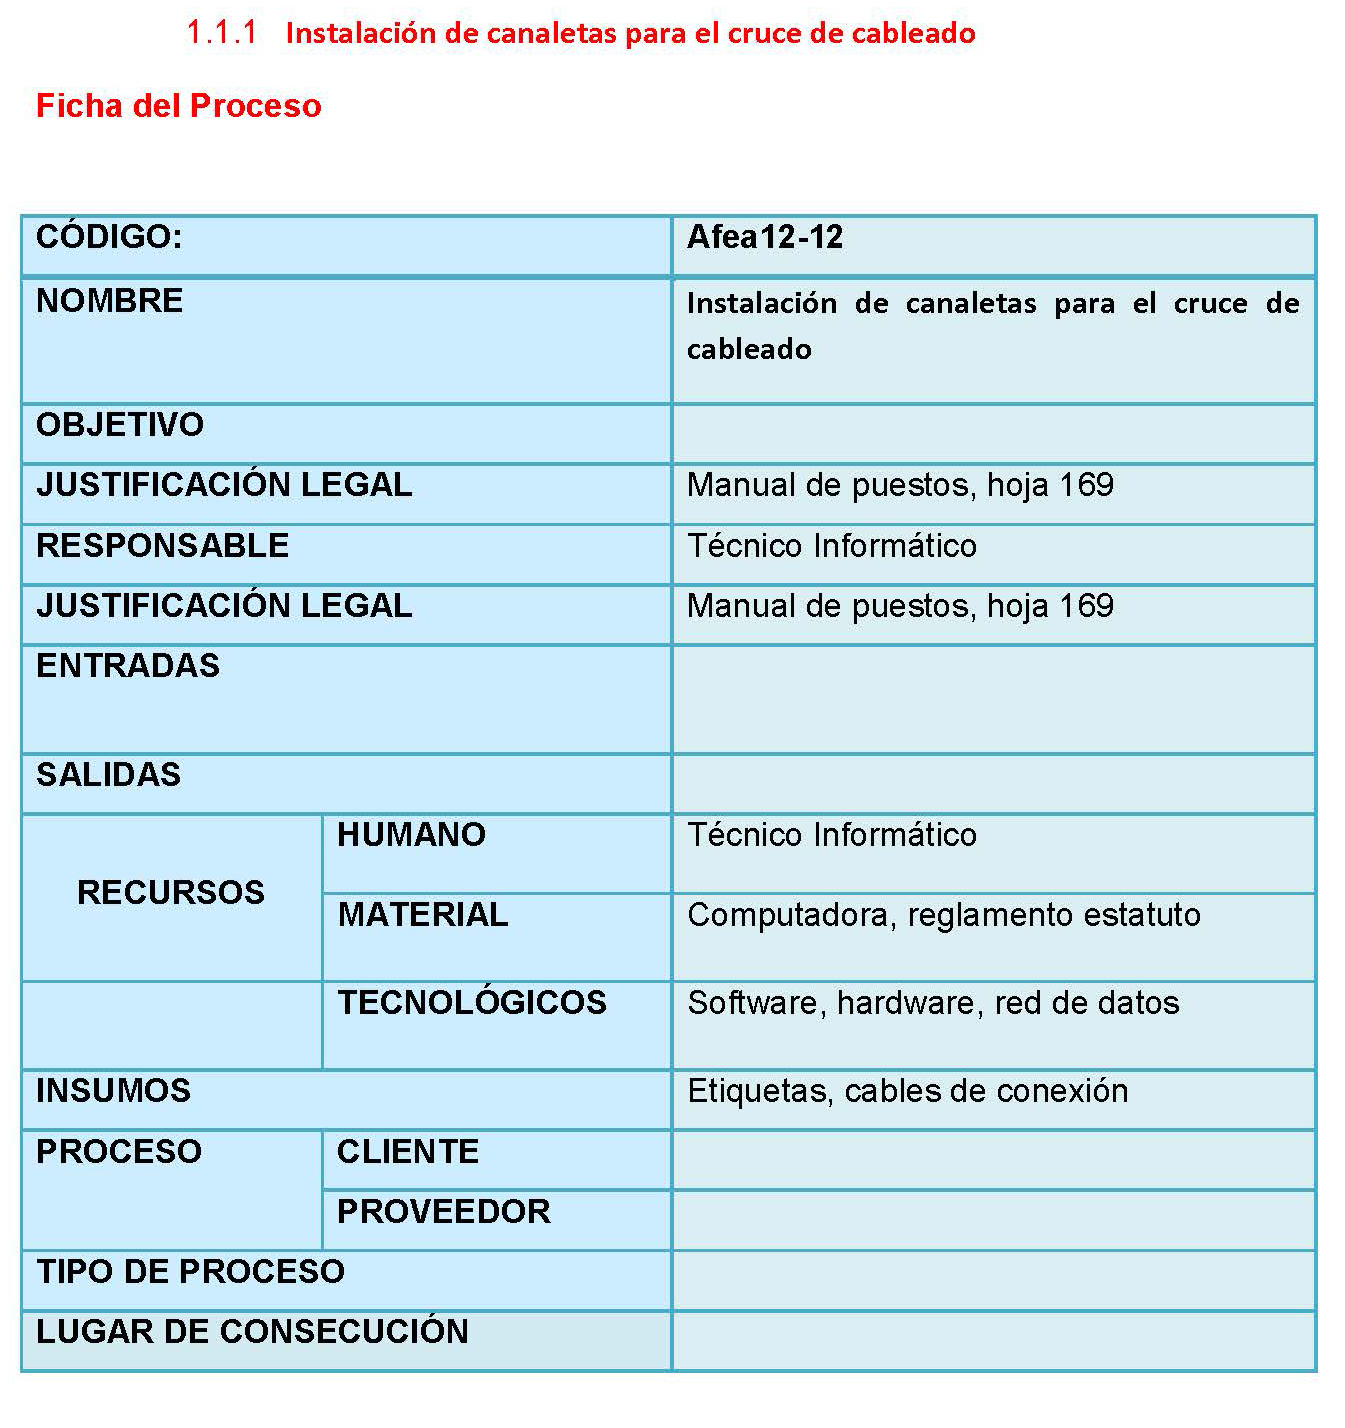 1.1.1 Instalación de canaletas para el cruce de cableado
Ficha del Proceso
CÓDIGO: Afea12-12
NOMBRE Instalación de canaletas para el cruce de
cableado
OBJETIVO
JUSTIFICACIÓN LEGAL Manual de puestos, hoja 169
RESPONSABLE Técnico Informático
JUSTIFICACIÓN LEGAL Manual de puestos, hoja 169
ENTRADAS
SALIDAS
RECURSOS HUMANO Técnico Informático
MATERIAL Computadora, reglamento estatuto
TECNOLÓGICOS Software, hardware, red de datos
INSUMOS Etiquetas, cables de conexión
PROCESO CLIENTE
PROVEEDOR
TIPO DE PROCESO
LUGAR DE CONSECUCIÓN